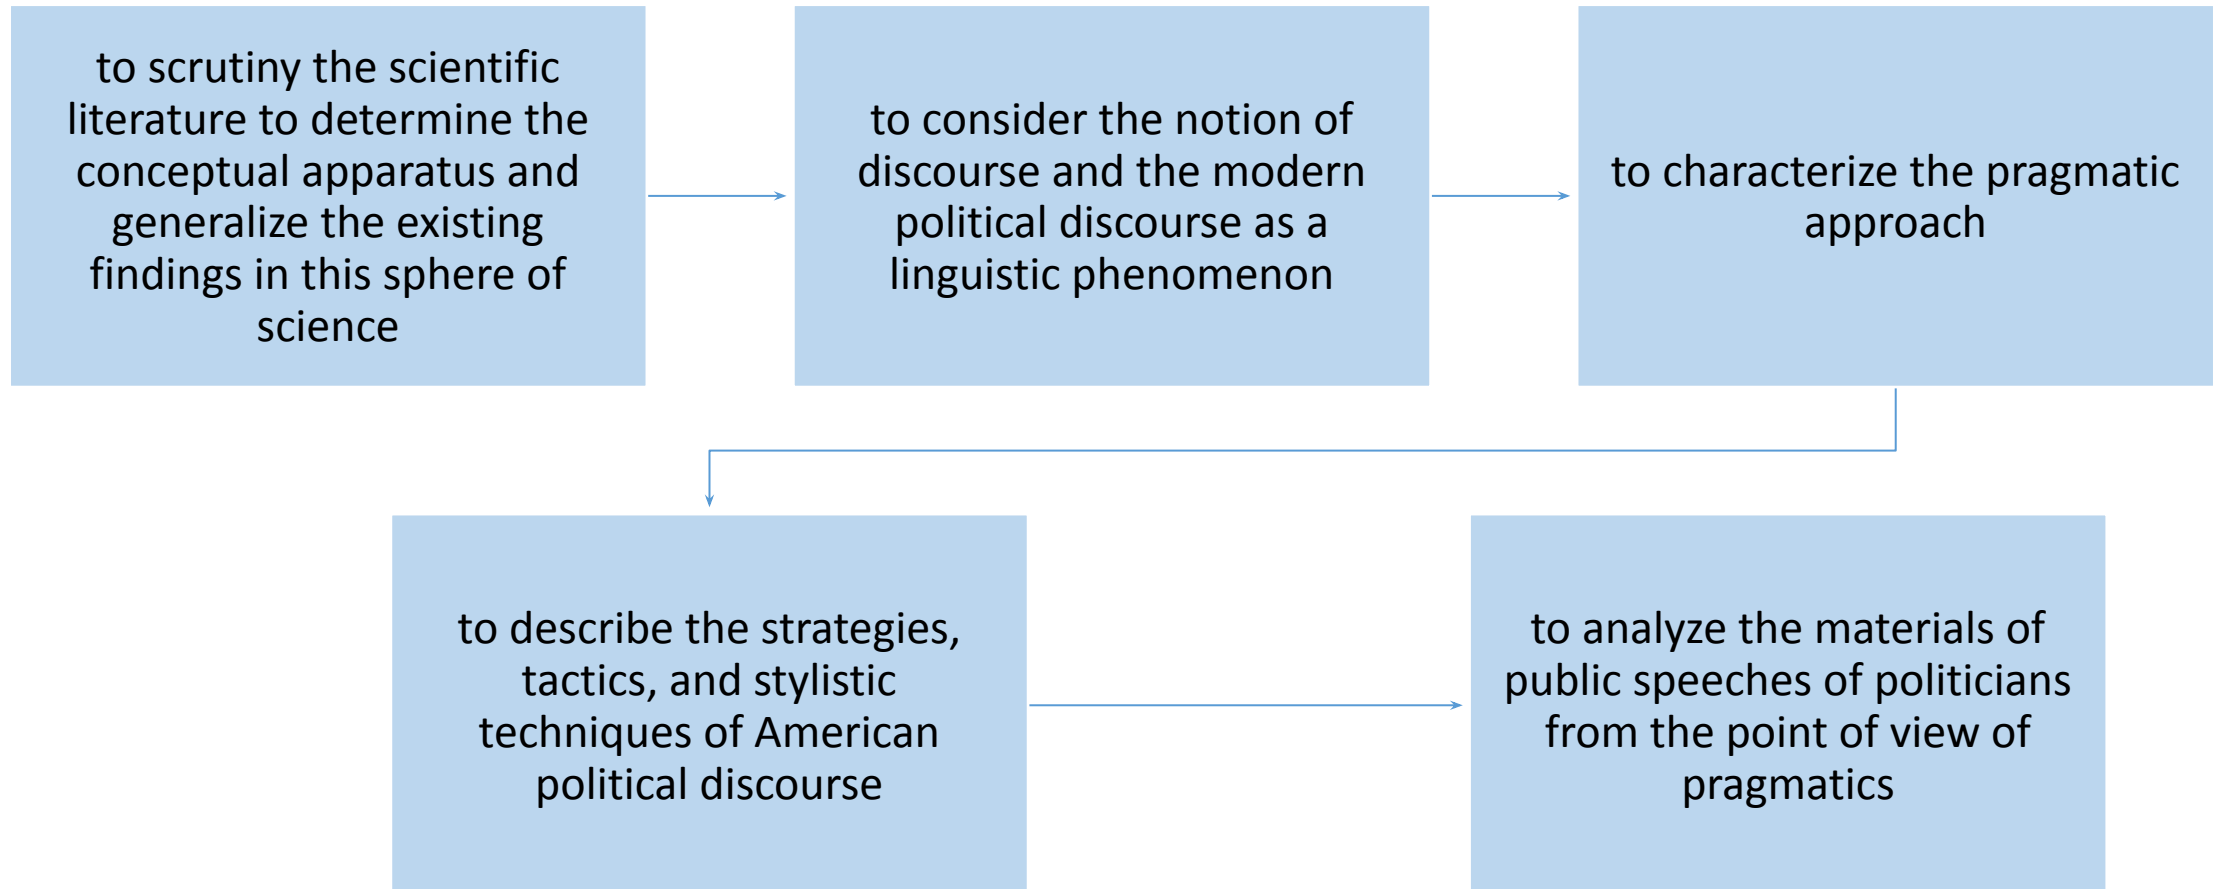 to scrutiny the scientific
literature to determine the
conceptual apparatus and
generalize the existing
findings in this sphere of
science
to consider the notion of
discourse and the modern
political discourse as a
linguistic phenomenon
to characterize the pragmatic
approach
to describe the strategies,
tactics, and stylistic
techniques of American
political discourse
to analyze the materials of
public speeches of politicians
from the point of view of
pragmatics